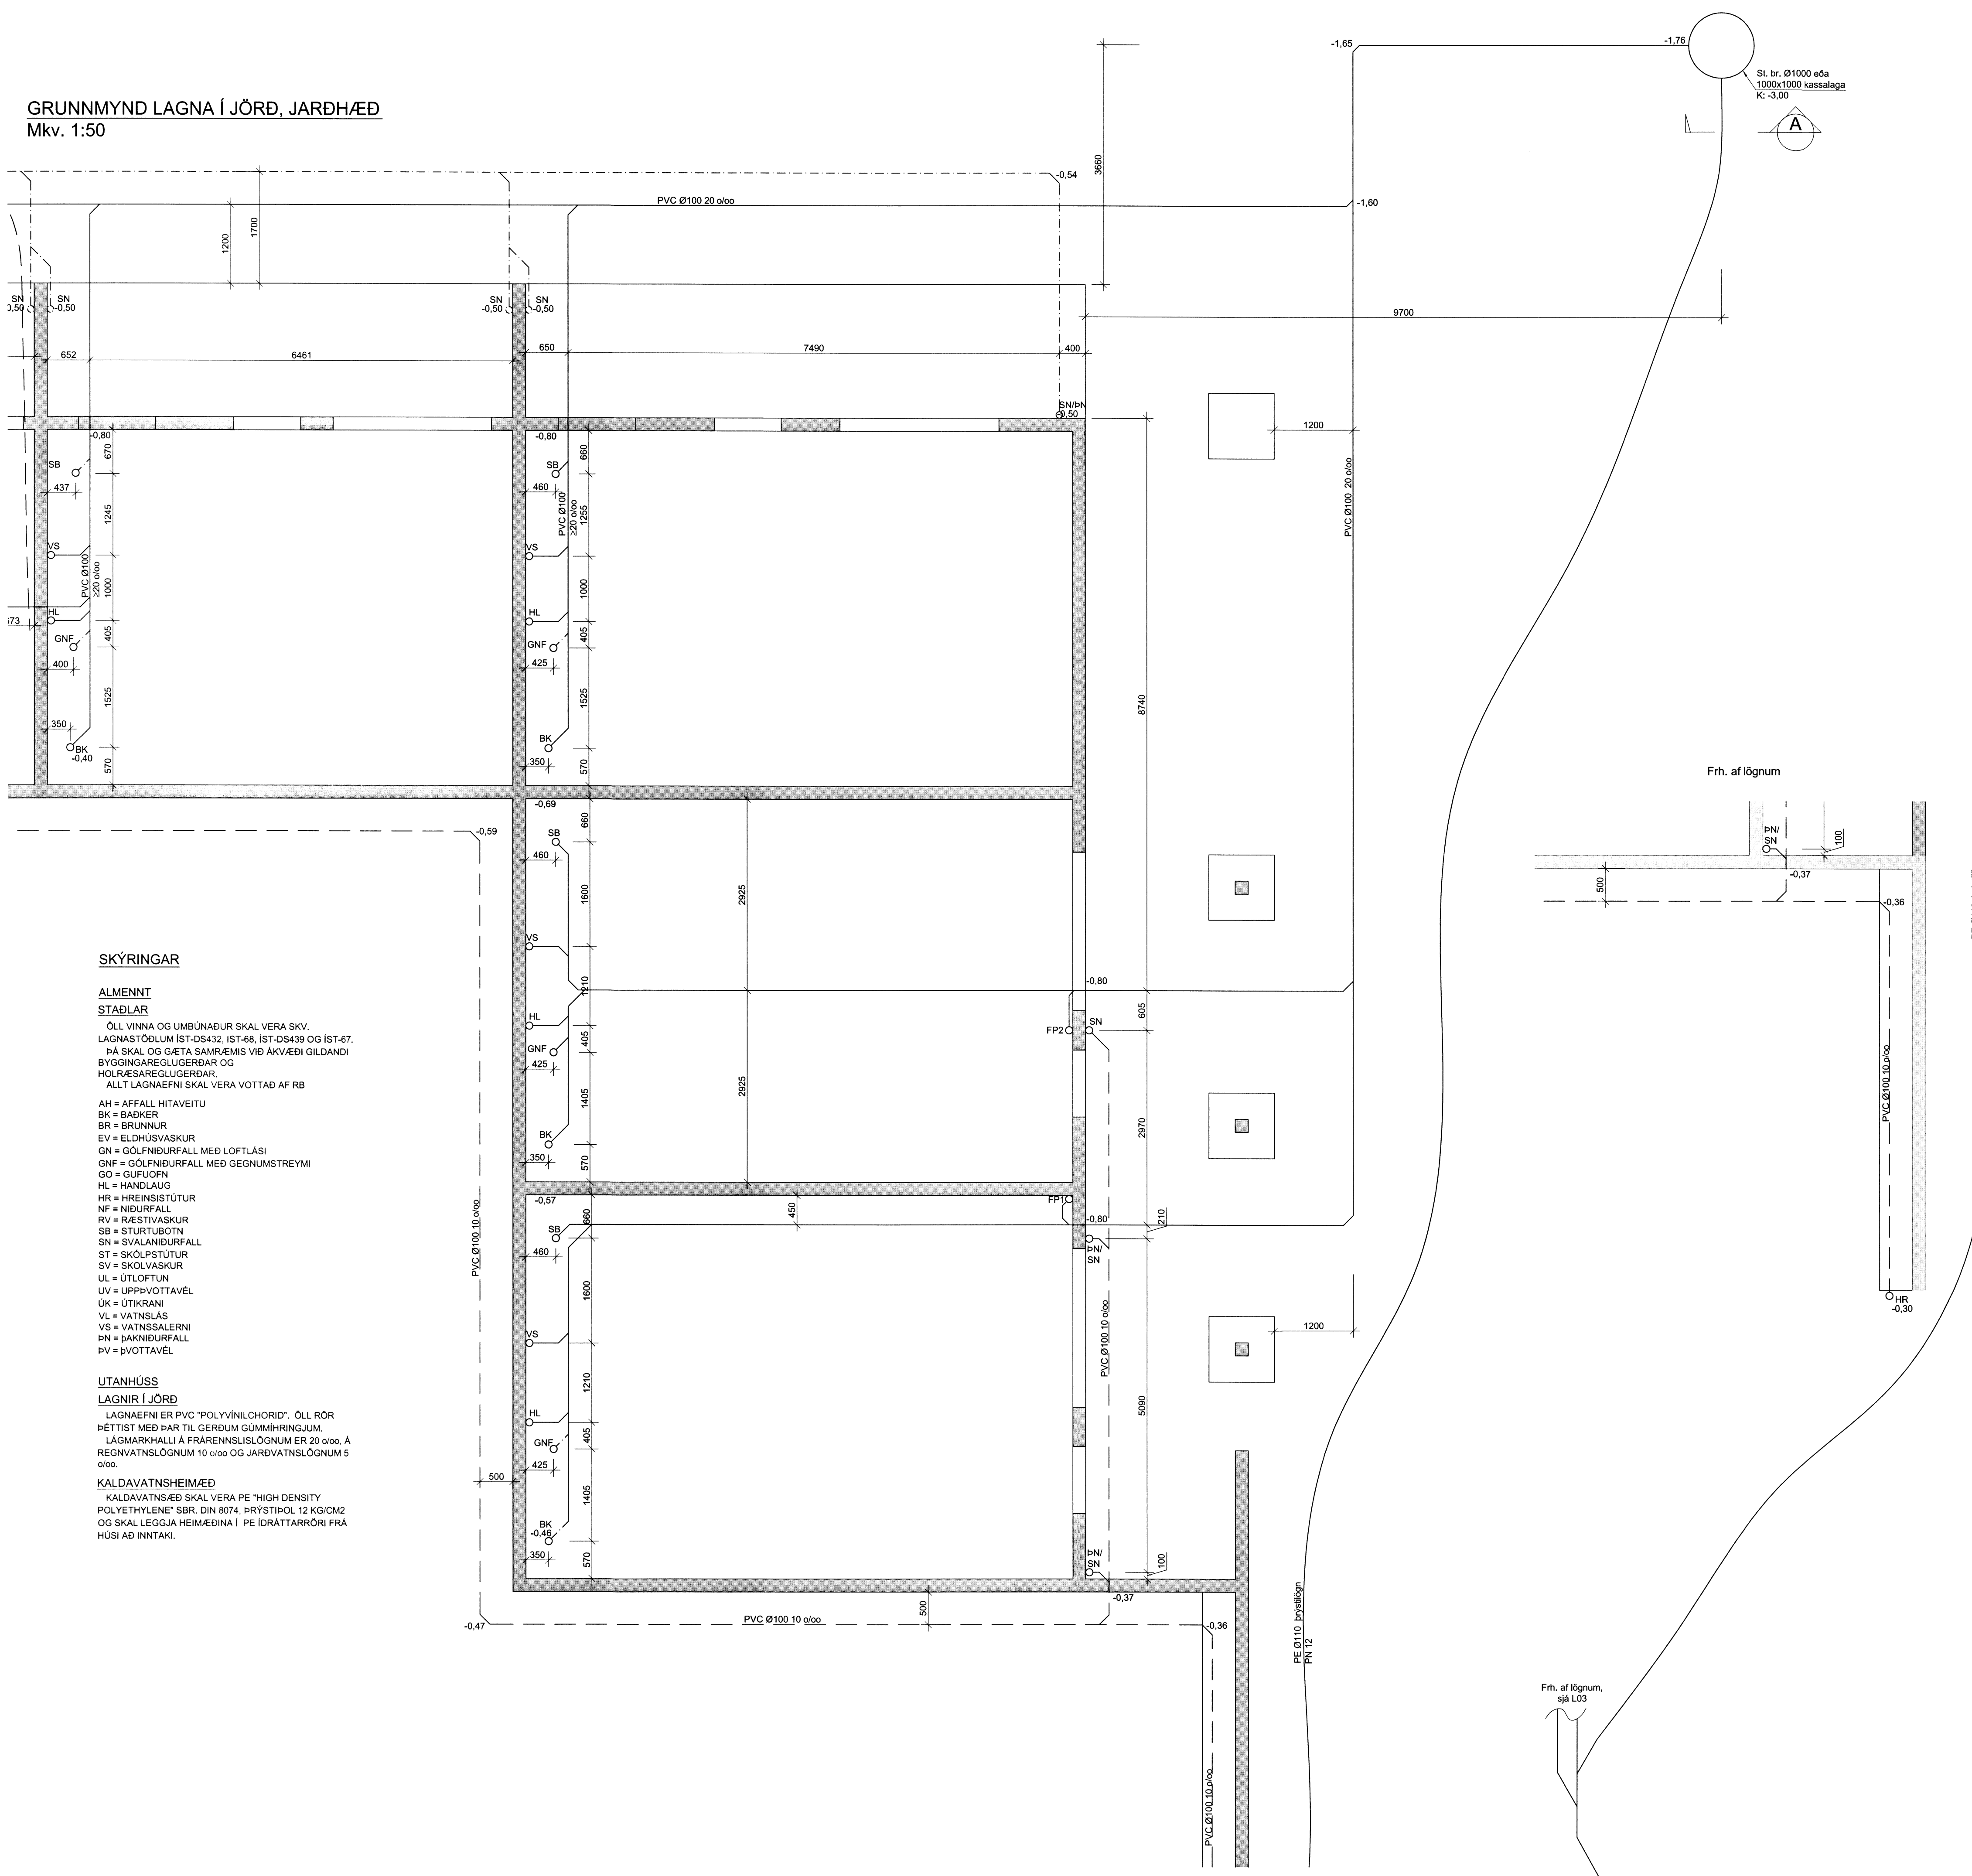 GRUNNMYND LAGNA Í JÖRÐ, JARÐHÆÐ
Mkv. 1:50
-1,65
-1,76
St. br. Ø1000 eða
1000x1000 kassalaga
K: -3,00
A
3660
-0,54
PVC Ø100 20 o/oo
-1,60
1200
1700
SN
SN
-0,50
SN
SN
-0,50
-0,50
9700
652
6461
650
7490
400
SN/ÞN
-0,50
1200
-0,80
670
SB
437
1245
VS
PVC Ø100
≥20 o/oo
1000
HL
673
405
GNF
400
1525
350
BK
-0,40
570
-0,80
660
SB
460
PVC Ø100
≥20 o/oo
1255
VS
1000
HL
405
GNF
425
1525
BK
350
570
PVC Ø100 20 o/oo
8740
Frh. af lögnum
ÞN/
SN
100
-0,37
500
-0,36
PVC Ø100 10 o/oo
HR
-0,30
-0,59
-0,69
660
SB
460
1600
2925
VS
1210
-0,80
605
HL
FP2
SN
405
GNF
425
2925
1405
2970
BK
350
570
-0,57
660
450
FP1
-0,80
210
SB
460
ÞN/
SN
PVC Ø100 10 o/oo
1600
PVC Ø100 10 o/oo
1200
VS
1210
5090
HL
405
GNF
425
500
1405
BK
-0,46
350
570
ÞN/
SN
100
-0,37
-0,47
PVC Ø100 10 o/oo
500
-0,36
PE Ø110 þrýstilögn
PN 12
PVC Ø100 10 o/oo
Frh. af lögnum,
sjá L03
SKÝRINGAR
ALMENNT
STAÐLAR
ÖLL VINNA OG UMBÚNAÐUR SKAL VERA SKV.
LAGNASTÖÐLUM ÍST-DS432, IST-68, ÍST-DS439 OG ÍST-67.
ÞÁ SKAL OG GÆTA SAMRÆMIS VIÐ ÁKVÆÐI GILDANDI
BYGGINGAREGLUGERÐAR OG
HOLRÆSAREGLUGERÐAR.
ALLT LAGNAEFNI SKAL VERA VOTTAÐ AF RB
AH = AFFALL HITAVEITU
BK = BAÐKER
BR = BRUNNUR
EV = ELDHÚSVASKUR
GN = GÓLFNIÐURFALL MEÐ LOFTLÁSI
GNF = GÓLFNIÐURFALL MEÐ GEGNUMSTREYMI
GO = GUFUOFN
HL = HANDLAUG
HR = HREINSISTÚTUR
NF = NIÐURFALL
RV = RÆSTIVASKUR
SB = STURTUBOTN
SN = SVALANIÐURFALL
ST = SKÓLPSTÚTUR
SV = SKOLVASKUR
UL = ÚTLOFTUN
UV = UPPÞVOTTAVÉL
ÚK = ÚTIKRANI
VL = VATNSLÁS
VS = VATNSSALERNI
ÞN = þAKNIÐURFALL
ÞV = þVOTTAVÉL
UTANHÚSS
LAGNIR Í JÖRÐ
LAGNAEFNI ER PVC "POLYVÍNILCHORID". ÖLL RÖR
ÞÉTTIST MEÐ ÞAR TIL GERÐUM GÚMMÍHRINGJUM.
LÁGMARKHALLI Á FRÁRENNSLISLÖGNUM ER 20 o/oo, Á
REGNVATNSLÖGNUM 10 o/oo OG JARÐVATNSLÖGNUM 5
o/oo.
KALDAVATNSHEIMÆÐ
KALDAVATNSÆÐ SKAL VERA PE "HIGH DENSITY
POLYETHYLENE" SBR. DIN 8074, ÞRÝSTIÞOL 12 KG/CM2
OG SKAL LEGGJA HEIMÆÐINA Í PE ÍDRÁTTARRÖRI FRÁ
HÚSI AÐ INNTAKI.